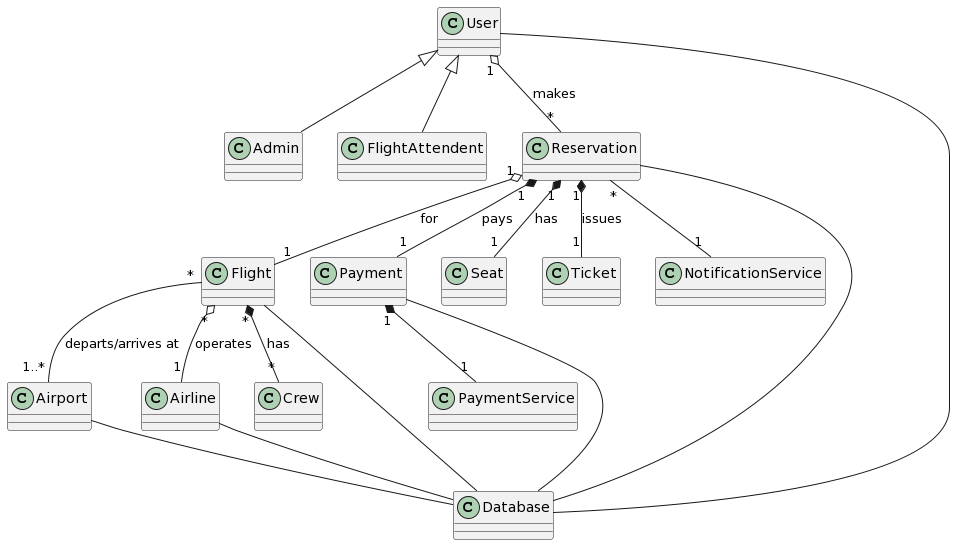 C User
1
makes
*
C Admin
C FlightAttendent
C Reservation
1
1
1
1
*
for
pays
has
issues
1
1
1
1
1
*
C Flight
C Payment
C Seat
C Ticket
C NotificationService
*
*
1
departs/arrives at
operates
has
1..*
1
*
1
C Airport
C Airline
C Crew
C PaymentService
C Database